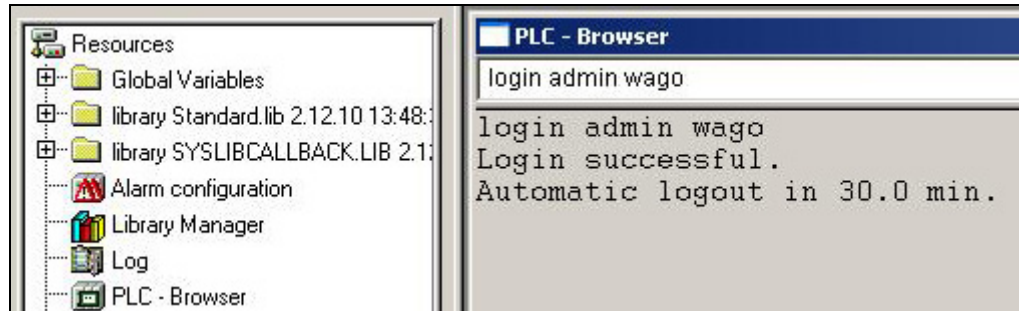 Resources
Global Variables
library Standard.lib 2.12.10 13:48:
library SYSLIBCALLBACK.LIB 2.1
Alarm configuration
Library Manager
Log
PLC - Browser
PLC - Browser
login admin wago
login admin wago
Login successful.
Automatic logout in 30.0 min.